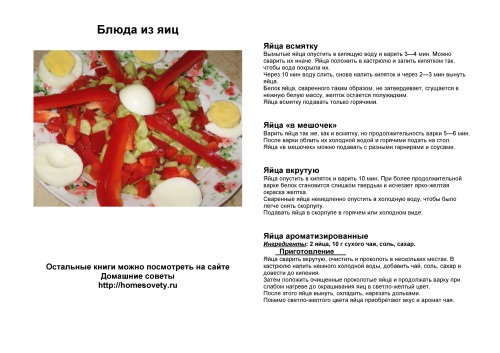 Блюда из яиц
Остальные книги можно посмотреть на сайте
Домашние советы
http://homesovety.ru
Яйца всмятку
Вымытые яйца опустить в кипящую воду и варить 3—4 мин. Можно
сварить их иначе. Яйца положить в кастрюлю и залить кипятком так,
чтобы вода покрыла их.
Через 10 мин воду слить, снова налить кипяток и через 2—3 мин вынуть
яйца.
Белок яйца, сваренного таким образом, не затвердевает, сгущается в
нежную белую массу, желток остается полужидким.
Яйца всмятку подавать только горячими.
Яйца «в мешочек»
Варить яйца так же, как и всмятку, но продолжительность варки 5—6 мин.
После варки облить их холодной водой и горячими подать на стол.
Яйца «в мешочек» можно подавать с разными гарнирами и соусами.
Яйца вкрутую
Яйца опустить в кипяток и варить 10 мин. При более продолжительной
варке белок становится слишком твердым и исчезает ярко-желтая
окраска желтка.
Сваренные яйца немедленно опустить в холодную воду, чтобы было
легче снять скорлупу.
Подавать яйца в скорлупе в горячем или холодном виде.
Яйца ароматизированные
Ингредиенты: 2 яйца, 10 г сухого чая, соль, сахар.
Приготовление
Яйца сварить вкрутую, очистить и проколоть в нескольких местах. В
кастрюлю налить немного холодной воды, добавить чай, соль, сахар и
довести до кипения.
Затем положить очищенные проколотые яйца и продолжать варку при
слабом нагреве до окрашивания яиц в светло-желтый цвет.
После этого яйца вынуть, охладить, нарезать дольками.
Помимо светло-желтого цвета яйца приобретают вкус и аромат чая.